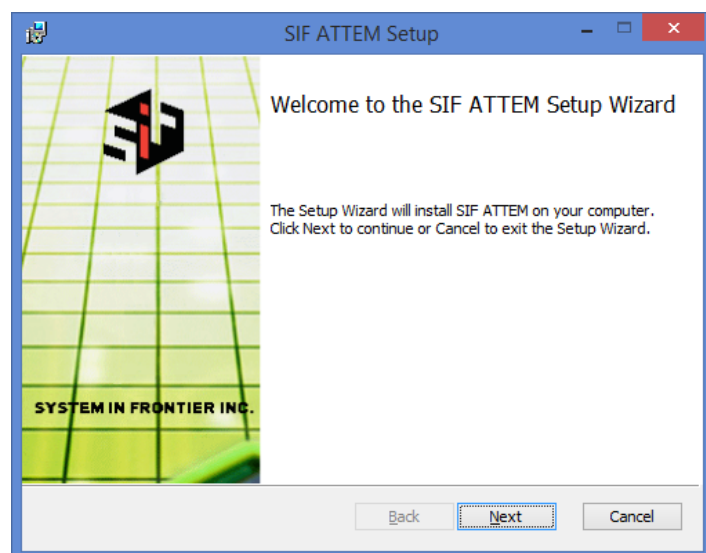 SIF ATTEM Setup
SiF
Welcome to the SIF ATTEM Setup Wizard
The Setup Wizard will install SIF ATTEM on your computer.
Click Next to continue or Cancel to exit the Setup Wizard.
SYSTEM IN FRONTIER INC.
Back
Next
Cancel